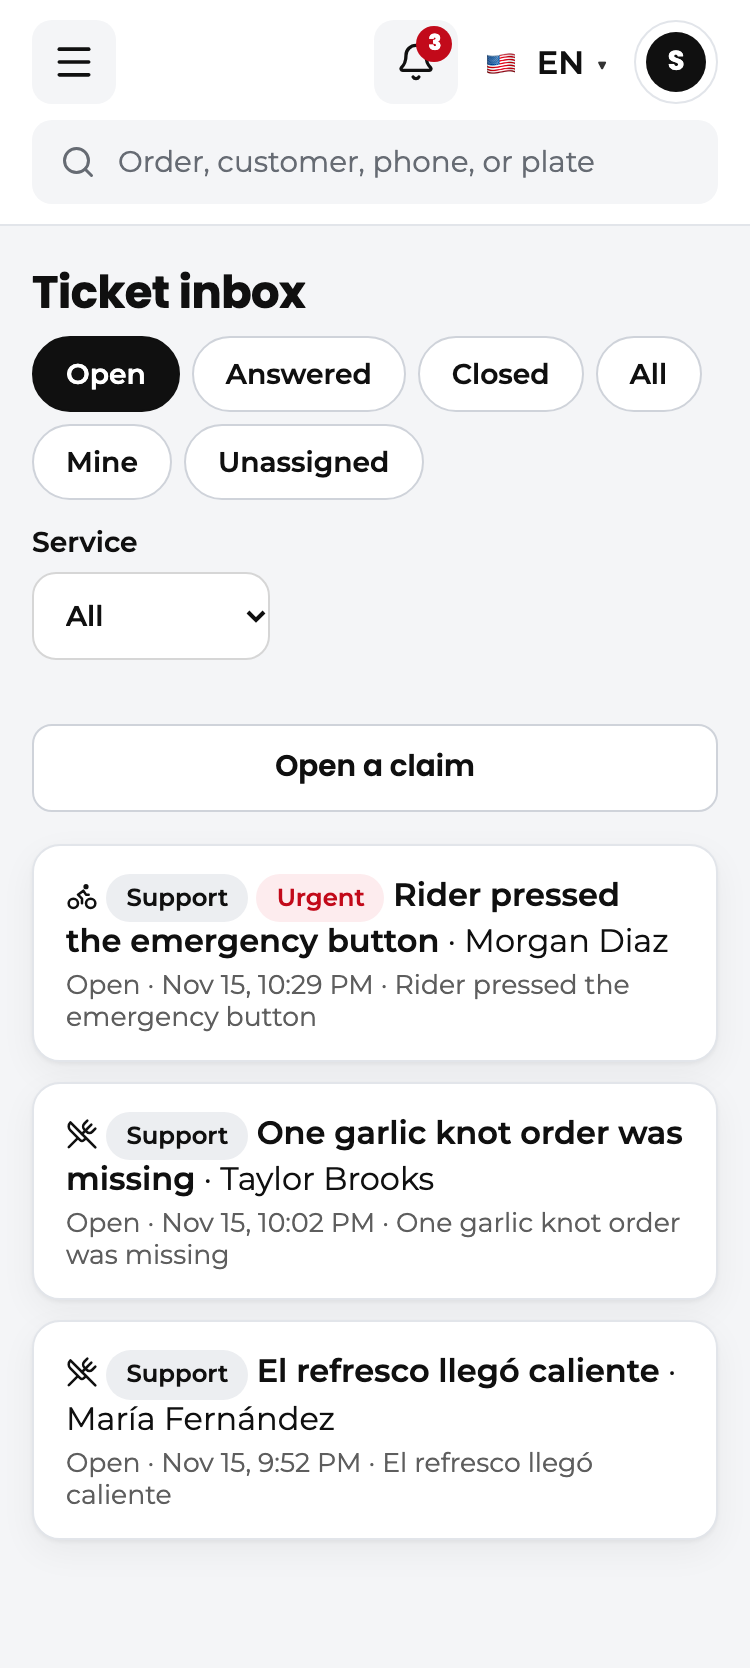 3
EN
S
Order, customer, phone, or plate
Ticket inbox
Open Answered Closed All
Mine Unassigned
Service
All
Open a claim
Support Urgent Rider pressed
the emergency button · Morgan Diaz
Open · Nov 15, 10:29 PM · Rider pressed the
emergency button
Support One garlic knot order was
missing · Taylor Brooks
Open · Nov 15, 10:02 PM · One garlic knot order
was missing
Support El refresco llegó caliente ·
María Fernández
Open · Nov 15, 9:52 PM · El refresco llegó
caliente